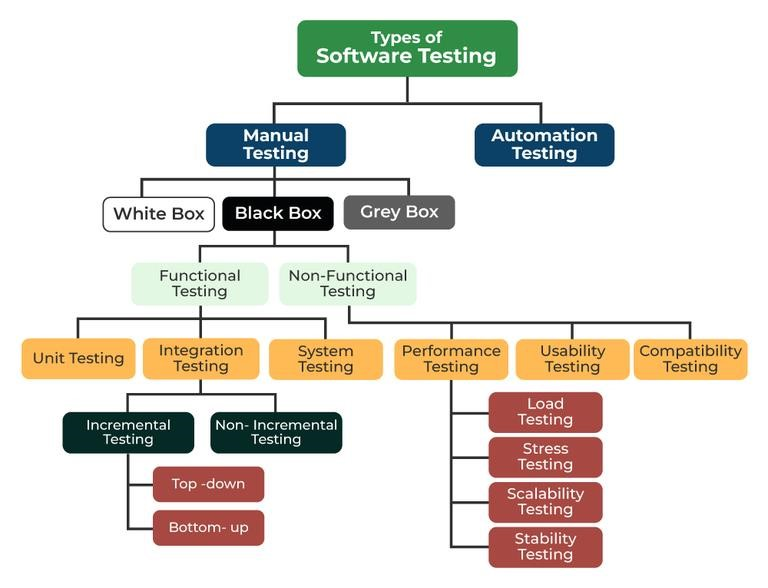 Types of
Software Testing
Manual
Testing
Automation
Testing
White Box
Black Box
Grey Box
Functional
Testing
Non-Functional
Testing
Unit Testing
Integration
Testing
System
Testing
Performance
Testing
Usability
Testing
Compatibility
Testing
Incremental
Testing
Non- Incremental
Testing
Load
Testing
Stress
Testing
Top -down
Scalability
Testing
Bottom- up
Stability
Testing